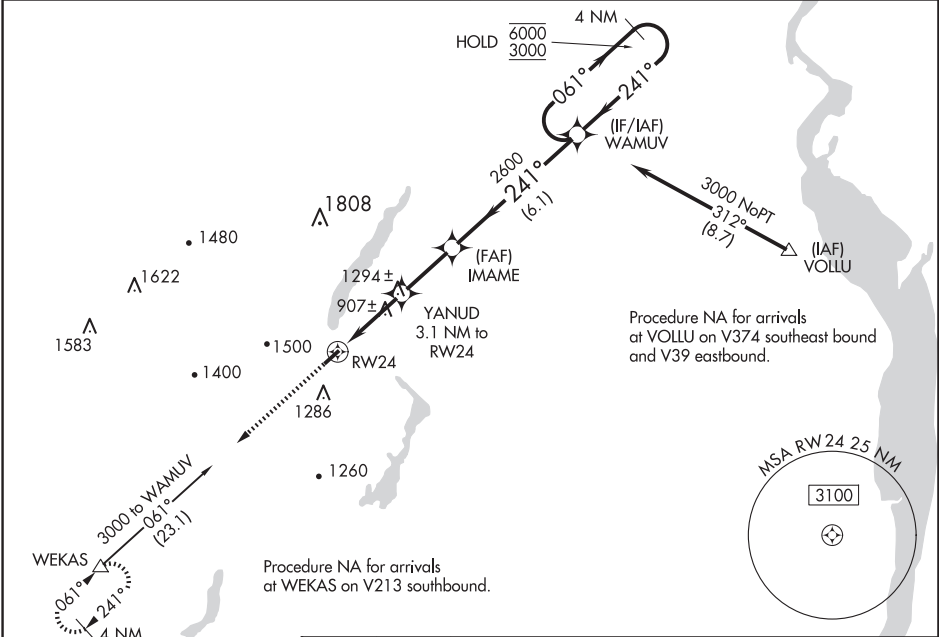 4 NM
HOLD
6000
3000
061°
241°
(IF/IAF)
WAMUV
2600
241°
(6.1)
3000 NoPT
312°
(8.7)
(IAF)
VOLLU
1808
1480
(FAF)
IMAME
1622
1294±
907±
YANUD
3.1 NM to
RW24
1583
1500
RW24
1400
1286
Procedure NA for arrivals
at VOLLU on V374 southeast bound
and V39 eastbound.
1260
MSA RW 24 25 NM
3100
3000 to WAMUV
061°
(23.1)
WEKAS
061°
241°
4 NM
Procedure NA for arrivals
at WEKAS on V213 southbound.